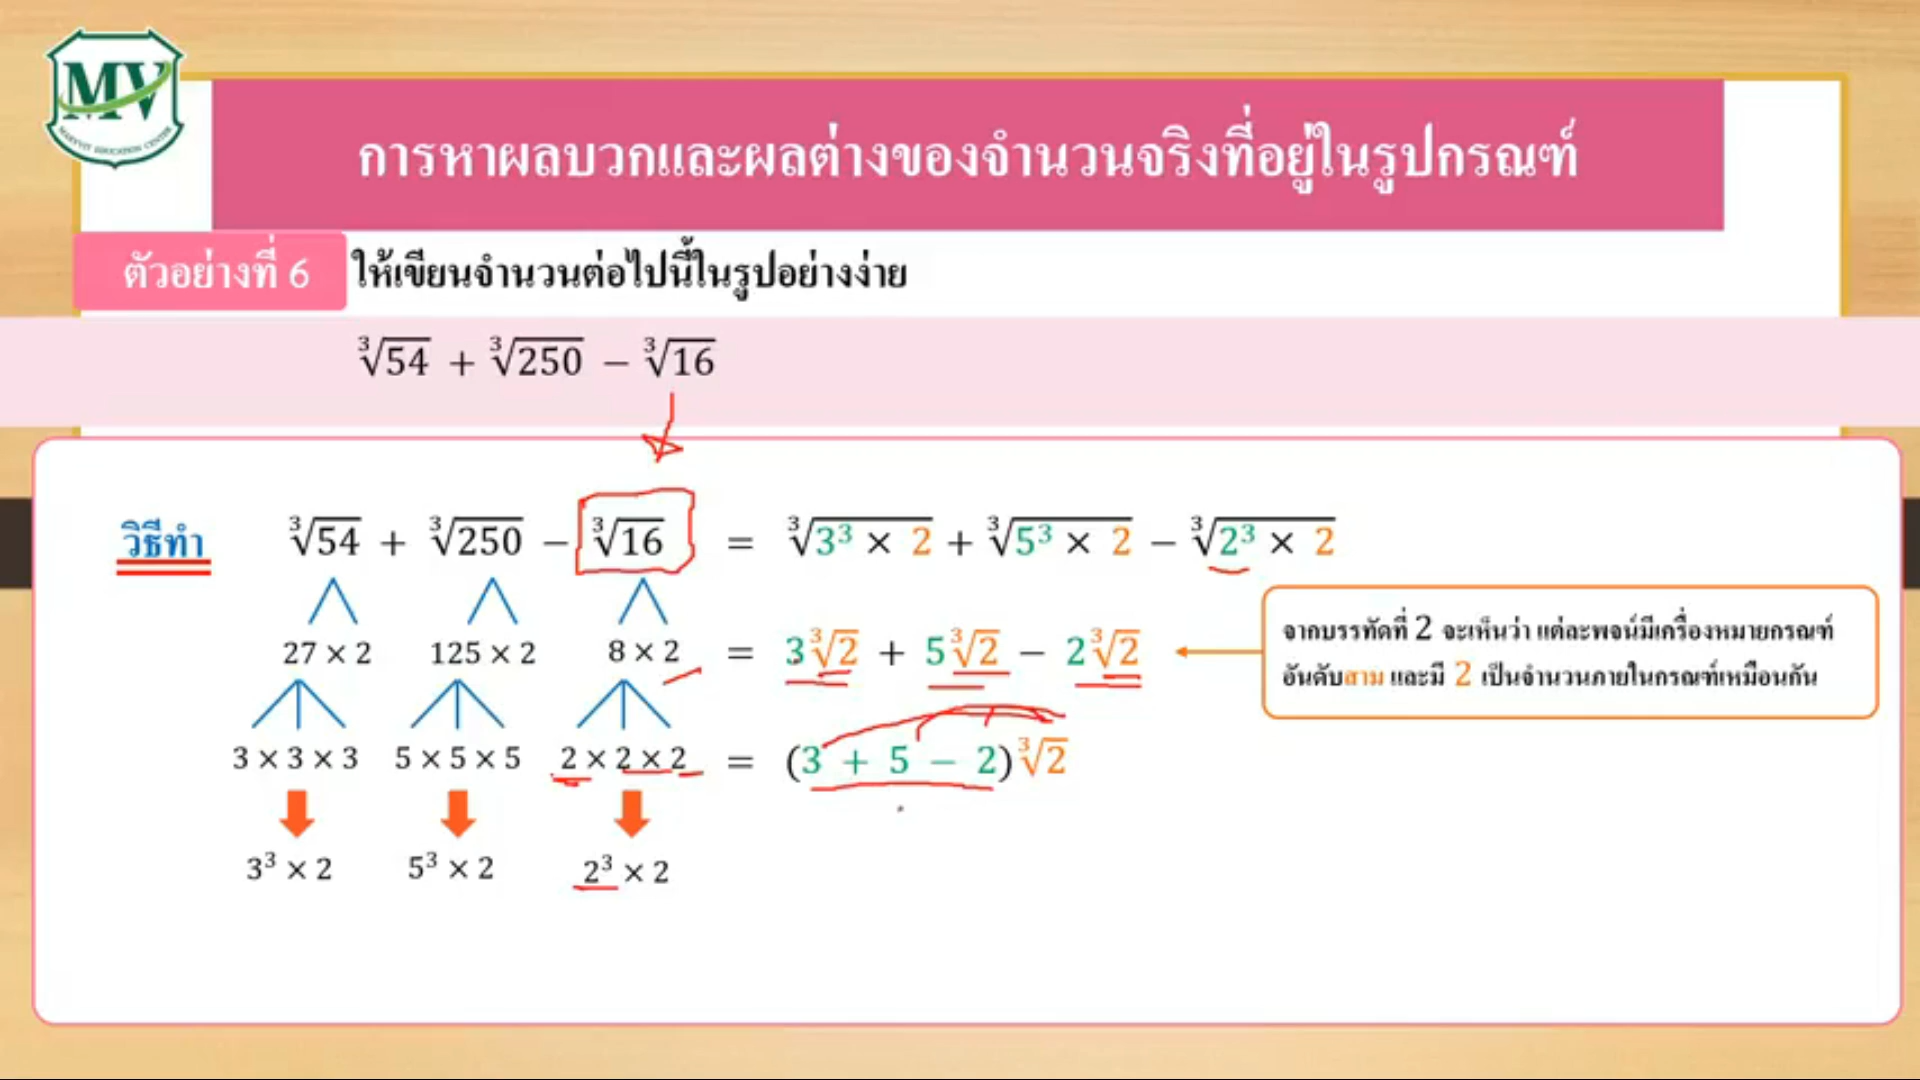 MV
MARYVIT EDUCATION CENTER
การหาผลบวกและผลต่างของจำนวนจริงที่อยู่ในรูปกรณฑ์
ตัวอย่างที่ 6 ให้เขียนจำนวนต่อไปนี้ในรูปอย่างง่าย
∛54 + ∛250 − ∛16
วิธีทำ ∛54 + ∛250 − ∛16 = ∛(3³ × 2) + ∛(5³ × 2) − ∛(2³ × 2)
27 × 2 125 × 2 8 × 2 = 3∛2 + 5∛2 − 2∛2
จากบรรทัดที่ 2 จะเห็นว่า แต่ละพจน์มีเครื่องหมายกรณฑ์
อันดับสาม และมี 2 เป็นจำนวนภายในกรณฑ์เหมือนกัน
3 × 3 × 3 5 × 5 × 5 2 × 2 × 2 = (3 + 5 − 2)∛2
3³ × 2 5³ × 2 2³ × 2